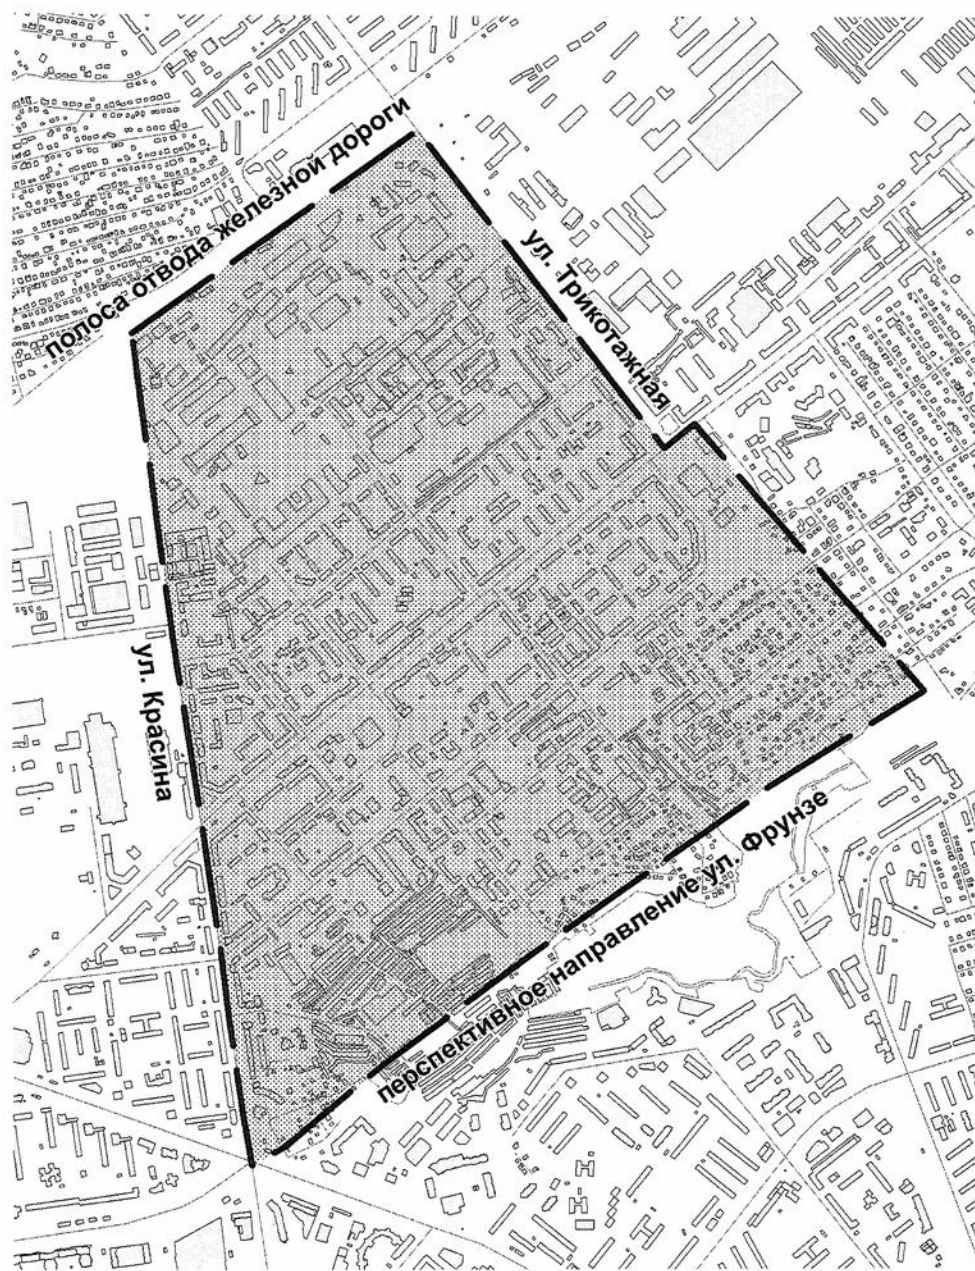 полоса отвода железной дороги
ул. Трикотажная
ул. Красина
перспективное направление ул. Фрунзе